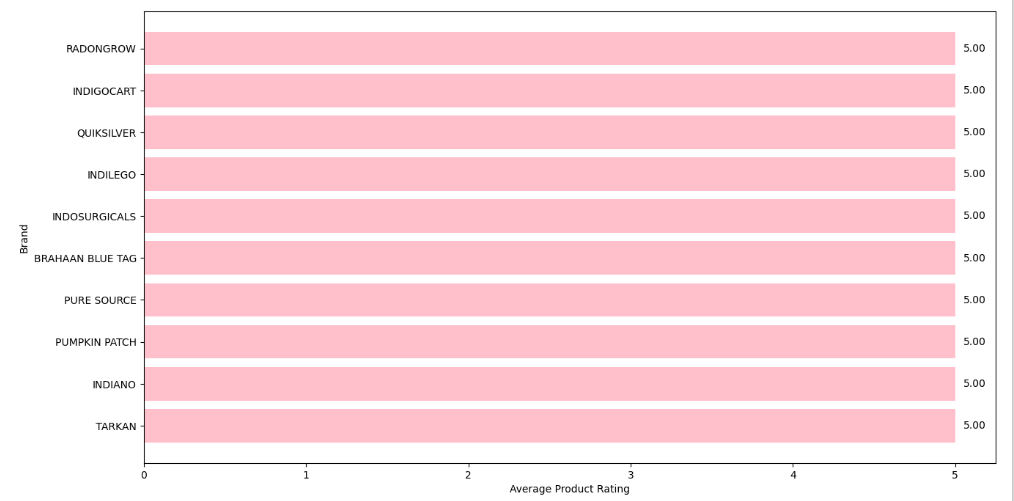 RADONGROW 5.00
INDIGOCART 5.00
QUIKSILVER 5.00
INDILEGO 5.00
INDOSURGICALS 5.00
BRAHAAN BLUE TAG 5.00
PURE SOURCE 5.00
PUMPKIN PATCH 5.00
INDIANO 5.00
TARKAN 5.00
Brand
0 1 2 3 4 5
Average Product Rating